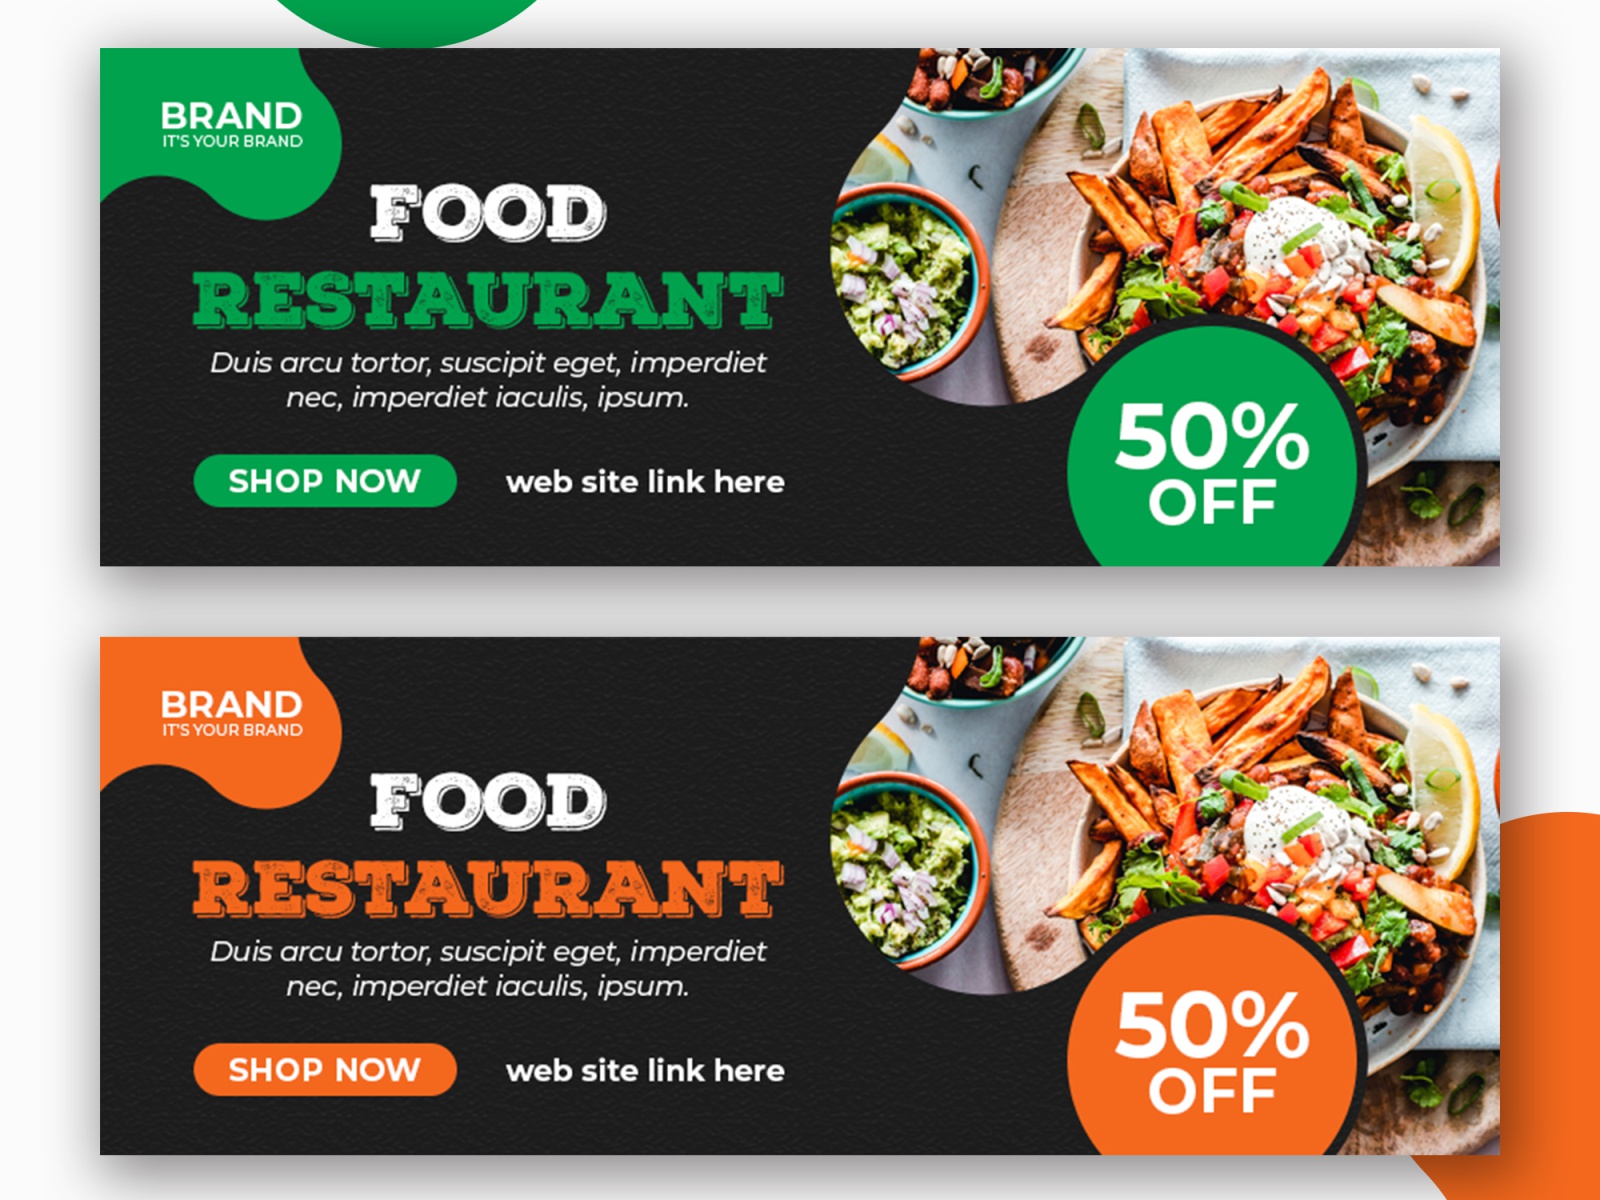 BRAND
IT'S YOUR BRAND
FOOD
RESTAURANT
Duis arcu tortor, suscipit eget, imperdiet
nec, imperdiet iaculis, ipsum.
SHOP NOW
web site link here
50%
OFF
BRAND
IT'S YOUR BRAND
FOOD
RESTAURANT
Duis arcu tortor, suscipit eget, imperdiet
nec, imperdiet iaculis, ipsum.
SHOP NOW
web site link here
50%
OFF